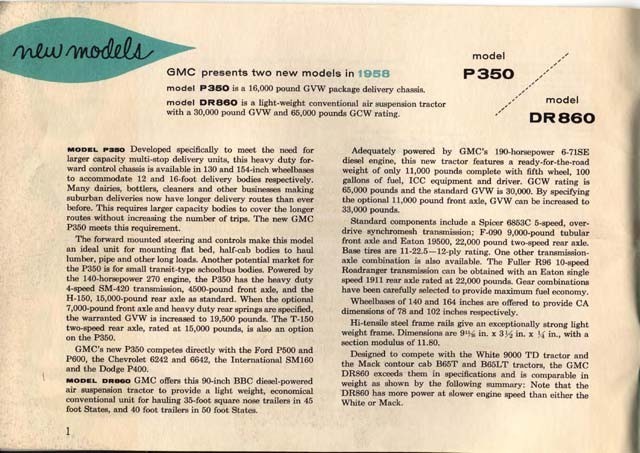 new models
GMC presents two new models in 1958
model P350 is a 16,000 pound GVW package delivery chassis.
model DR860 is a light-weight conventional air suspension tractor
with a 30,000 pound GVW and 65,000 pounds GCW rating.
model
P350
model
DR860
MODEL P350 Developed specifically to meet the need for
larger capacity multi-stop delivery units, this heavy duty for-
ward control chassis is available in 130 and 154-inch wheelbases
to accommodate 12 and 16-foot delivery bodies respectively.
Many dairies, bottlers, cleaners and other businesses making
suburban deliveries now have longer delivery routes than ever
before. This requires larger capacity bodies to cover the longer
routes without increasing the number of trips. The new GMC
P350 meets this requirement.
The forward mounted steering and controls make this model
an ideal unit for mounting flat bed, half-cab bodies to haul
lumber, pipe and other long loads. Another potential market for
the P350 is for small transit-type schoolbus bodies. Powered by
the 140-horsepower 270 engine, the P350 has the heavy duty
4-speed SM-420 transmission, 4500-pound front axle, and the
H-150, 15,000-pound rear axle as standard. When the optional
7,000-pound front axle and heavy duty rear springs are specified,
the warranted GVW is increased to 19,500 pounds. The T-150
two-speed rear axle, rated at 15,000 pounds, is also an option
on the P350.
GMC's new P350 competes directly with the Ford P500 and
P600, the Chevrolet 6242 and 6442, the International SM160
and the Dodge P400.
MODEL DR860 GMC offers this 90-inch BBC diesel-powered
air suspension tractor to provide a light weight, economical
conventional unit for hauling 35-foot square nose trailers in 45
foot States, and 40 foot trailers in 50 foot States.
Adequately powered by GMC's 190-horsepower 6-71SE
diesel engine, this new tractor features a ready-for-the-road
weight of only 11,000 pounds complete with fifth wheel, 100
gallons of fuel, ICC equipment and driver. GCW rating is
65,000 pounds and the standard GVW is 30,000. By specifying
the optional 11,000 pound front axle, GVW can be increased to
33,000 pounds.
Standard components include a Spicer 6853C 5-speed, over-
drive synchromesh transmission; F-090 9,000-pound tubular
front axle and Eaton 19500, 22,000 pound two-speed rear axle.
Base tires are 11-22.5—12-ply rating. One other transmission-
axle combination is also available. The Fuller R96 10-speed
Roadranger transmission can be obtained with an Eaton single
speed 1911 rear axle rated at 22,000 pounds. Gear combinations
have been carefully selected to provide maximum fuel economy.
Wheelbases of 140 and 164 inches are offered to provide CA
dimensions of 78 and 102 inches respectively.
Hi-tensile steel frame rails give an exceptionally light
weight frame. Dimensions are in. x 3½ in. x ¼ in., with a
section modulus of 11.80.
Designed to compete with the White 9000 TD tractor and
the Mack contour cab B65T and B65LT tractors, the GMC
DR860 exceeds them in specifications and is comparable in
weight as shown by the following summary: Note that the
DR860 has more power at slower engine speed than either the
White or Mack.
1